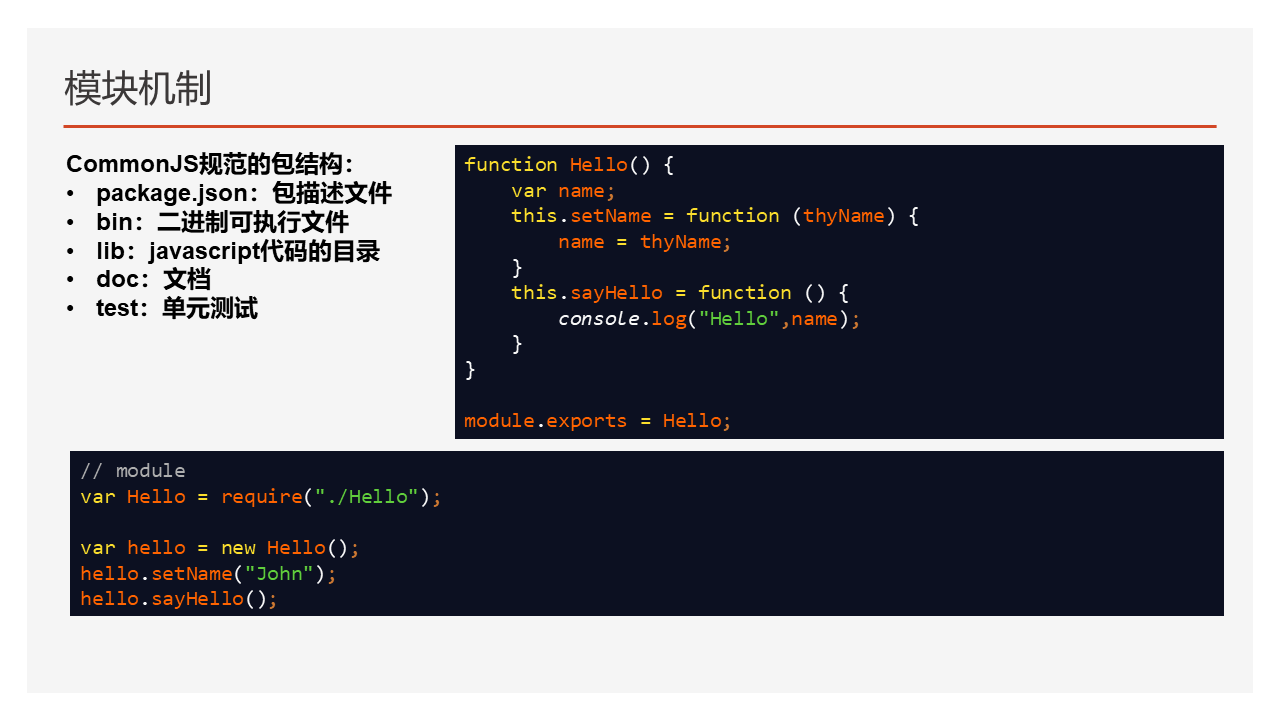 模块机制
CommonJS规范的包结构：
• package.json：包描述文件
• bin：二进制可执行文件
• lib：javascript代码的目录
• doc：文档
• test：单元测试
function Hello() {
    var name;
    this.setName = function (thyName) {
        name = thyName;
    }
    this.sayHello = function () {
        console.log("Hello",name);
    }
}

module.exports = Hello;
// module
var Hello = require("./Hello");

var hello = new Hello();
hello.setName("John");
hello.sayHello();